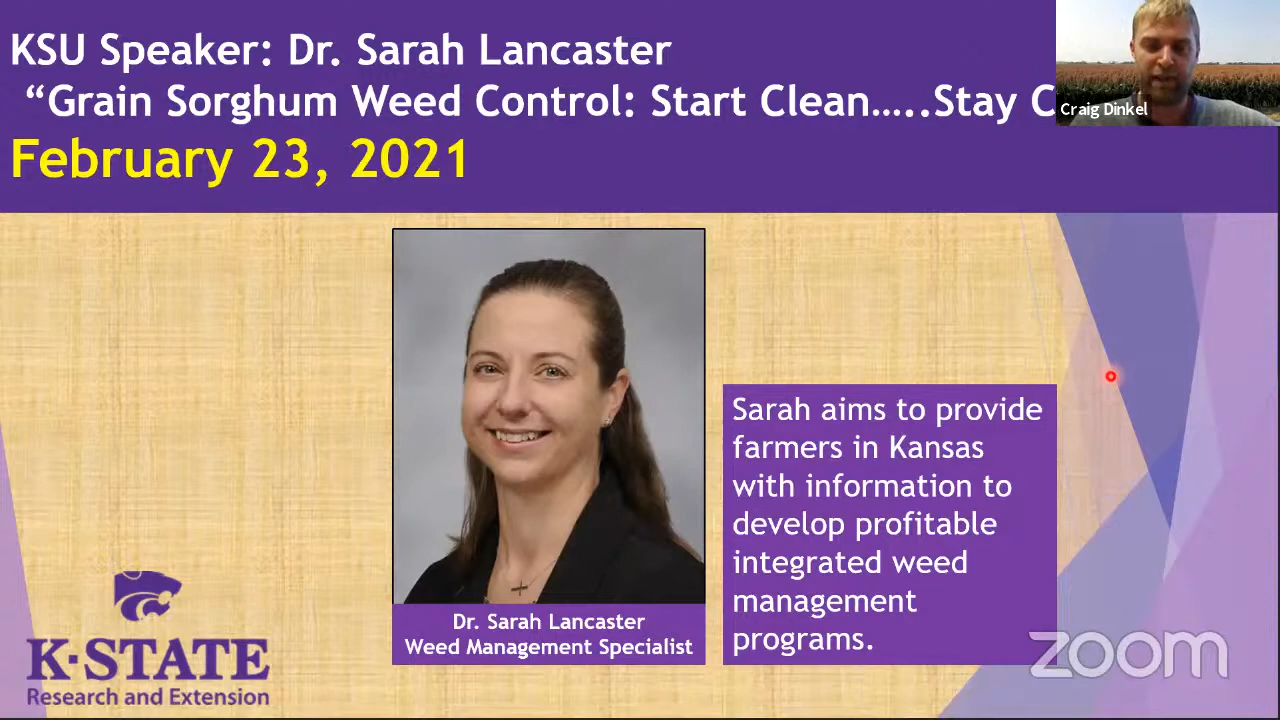 KSU Speaker: Dr. Sarah Lancaster
“Grain Sorghum Weed Control: Start Clean…..Stay C
Craig Dinkel
February 23, 2021
Sarah aims to provide
farmers in Kansas
with information to
develop profitable
integrated weed
management
programs.
Dr. Sarah Lancaster
Weed Management Specialist
K-STATE
Research and Extension
zoom